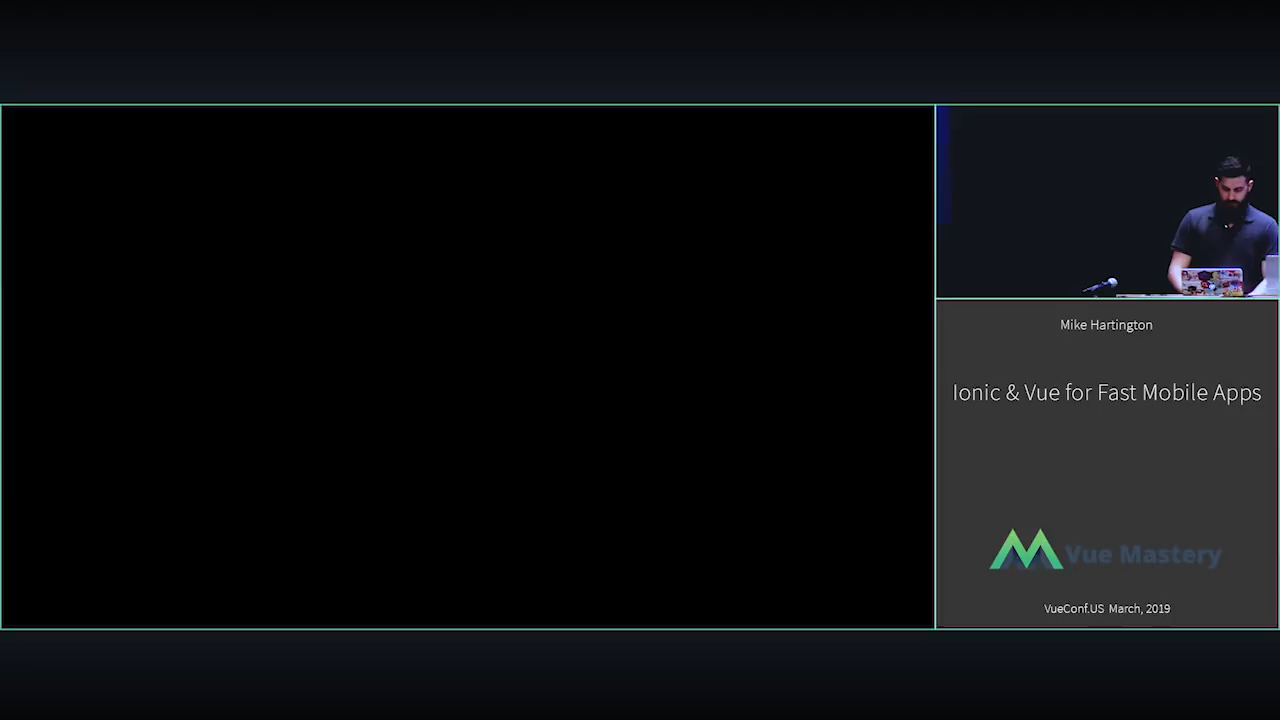 Mike Hartington
Ionic & Vue for Fast Mobile Apps
Vue Mastery
VueConf.US March, 2019